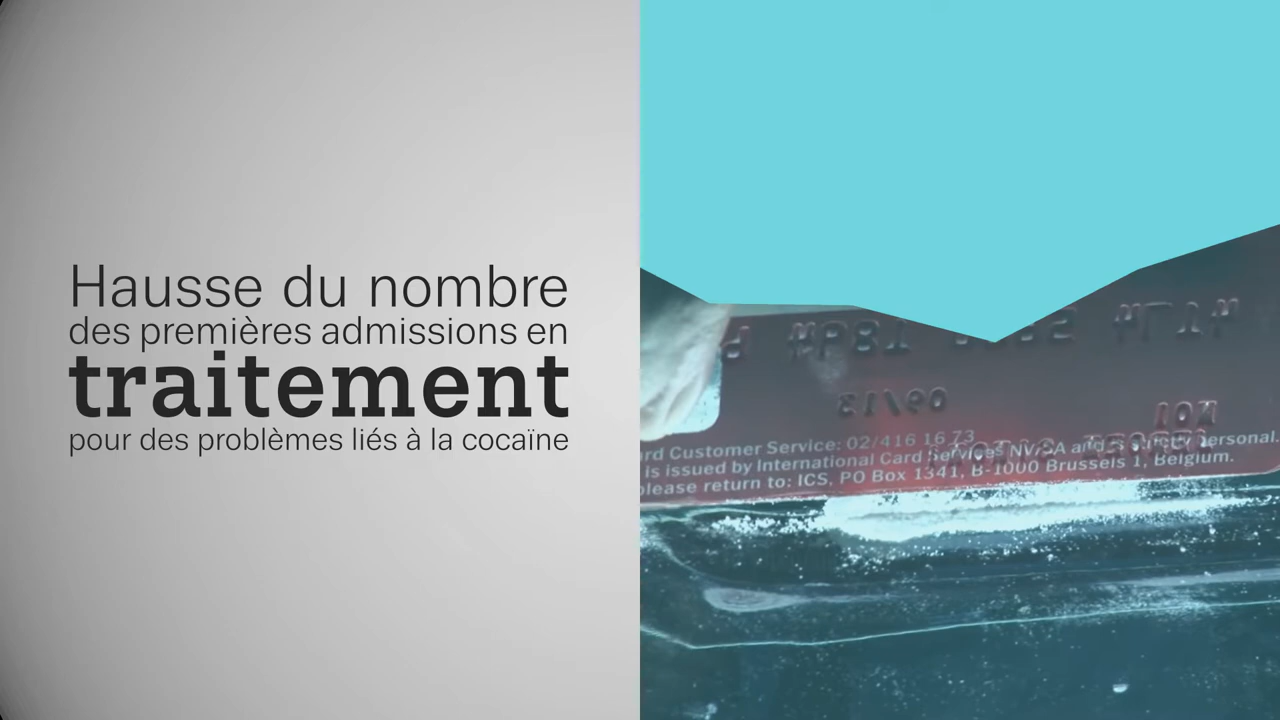 Hausse du nombre
des premières admissions en
traitement
pour des problèmes liés à la cocaïne
Customer Service: 02/416 16 73
is issued by International Card Services NV/SA and
please return to: ICS, PO Box 1341, B-1000 Brussels 1, Belgium.